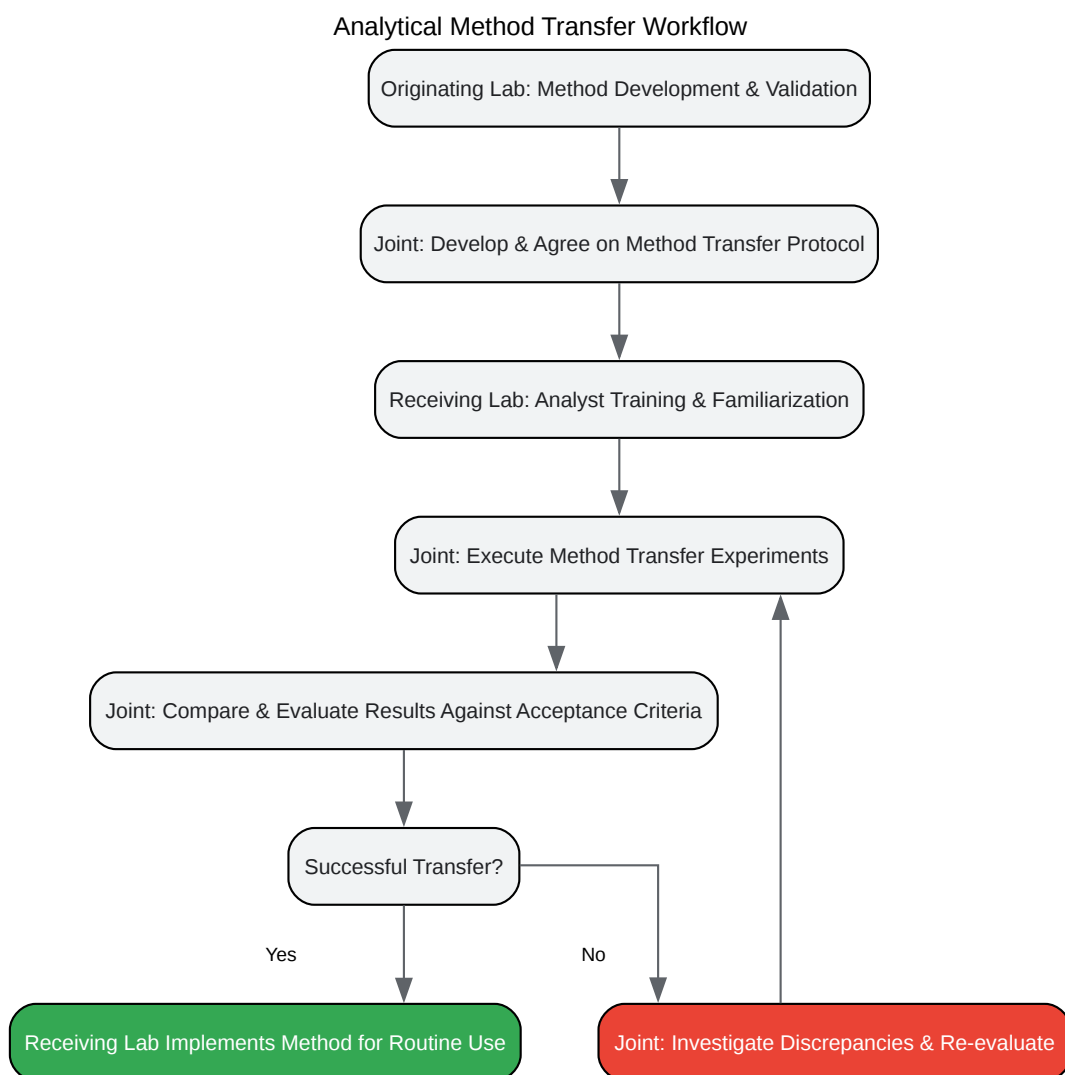 Analytical Method Transfer Workflow
Originating Lab: Method Development & Validation
Joint: Develop & Agree on Method Transfer Protocol
Receiving Lab: Analyst Training & Familiarization
Joint: Execute Method Transfer Experiments
Joint: Compare & Evaluate Results Against Acceptance Criteria
Successful Transfer?
Yes
No
Receiving Lab Implements Method for Routine Use
Joint: Investigate Discrepancies & Re-evaluate